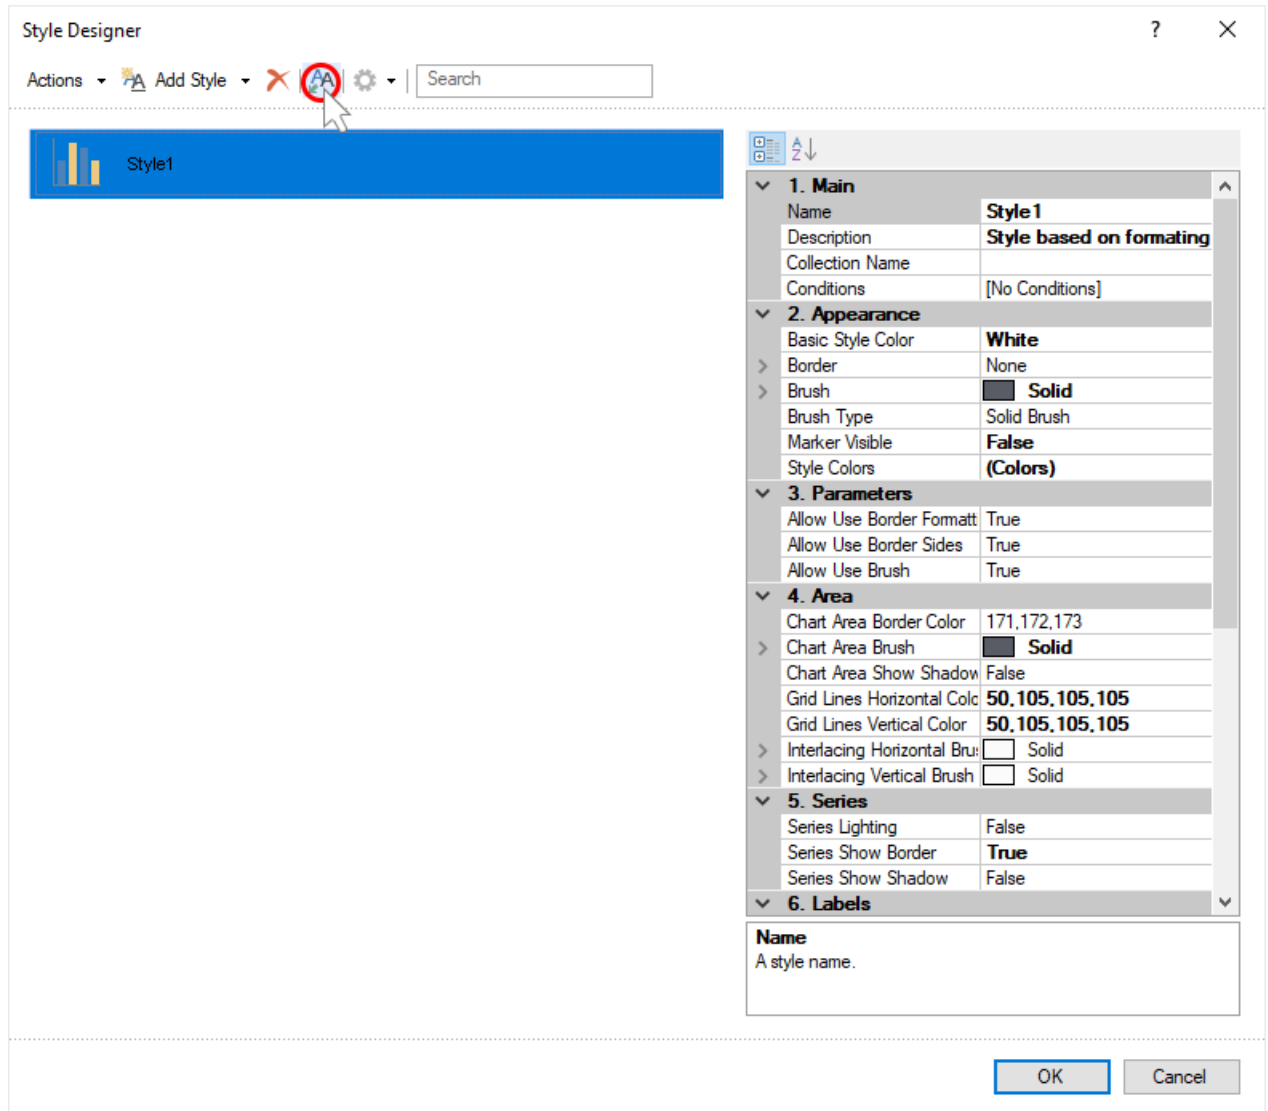 Style Designer
?
Actions Add Style AA Search
Style1
1. Main
Name Style1
Description Style based on formating
Collection Name
Conditions [No Conditions]
2. Appearance
Basic Style Color White
Border None
Brush Solid
Brush Type Solid Brush
Marker Visible False
Style Colors (Colors)
3. Parameters
Allow Use Border Formatt True
Allow Use Border Sides True
Allow Use Brush True
4. Area
Chart Area Border Color 171,172,173
Chart Area Brush Solid
Chart Area Show Shadow False
Grid Lines Horizontal Colo 50,105,105,105
Grid Lines Vertical Color 50,105,105,105
Interlacing Horizontal Brus Solid
Interlacing Vertical Brush Solid
5. Series
Series Lighting False
Series Show Border True
Series Show Shadow False
6. Labels
Name
A style name.
OK Cancel